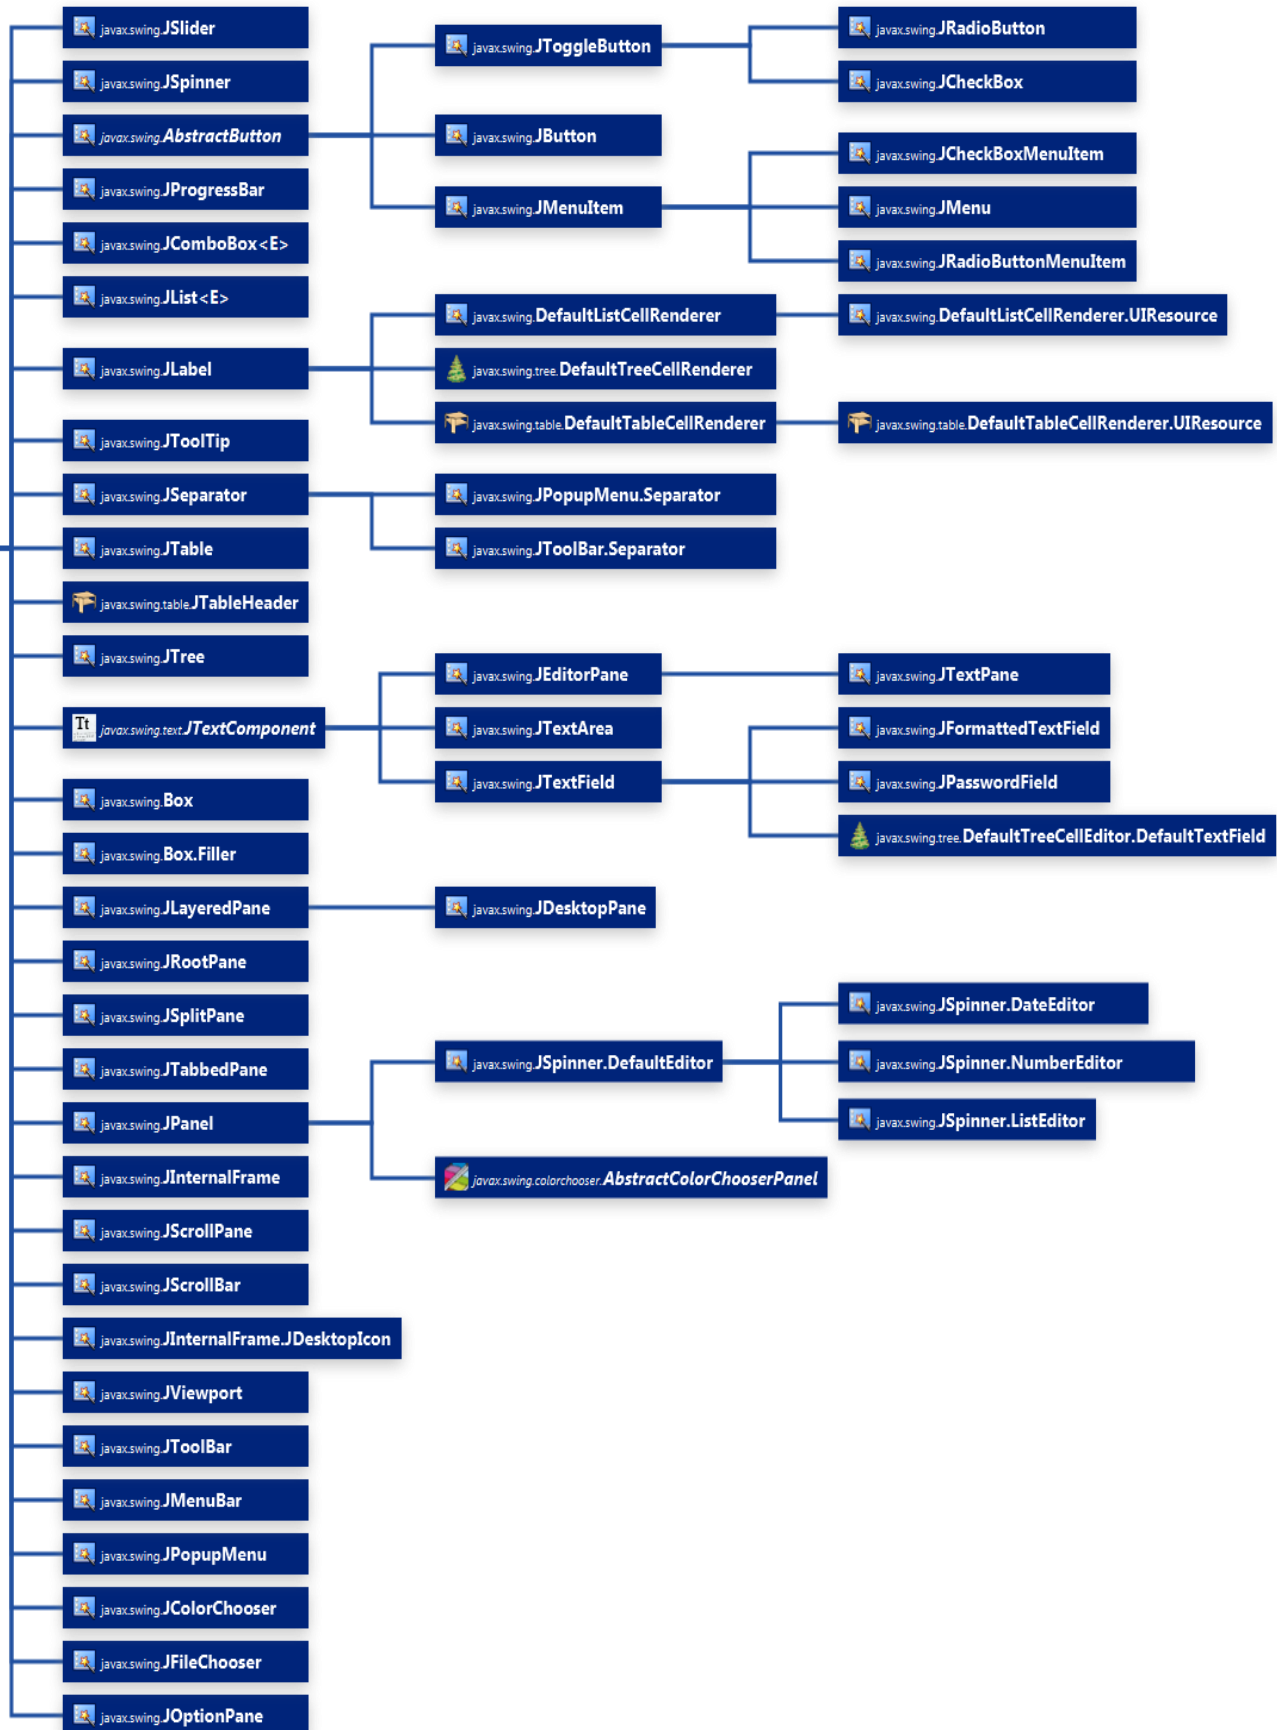 javax.swing.JSlider
javax.swing.JToggleButton
javax.swing.JRadioButton
javax.swing.JSpinner
javax.swing.JCheckBox
javax.swing.AbstractButton
javax.swing.JButton
javax.swing.JCheckBoxMenuItem
javax.swing.JProgressBar
javax.swing.JMenuItem
javax.swing.JMenu
javax.swing.JComboBox<E>
javax.swing.JRadioButtonMenuItem
javax.swing.JList<E>
javax.swing.DefaultListCellRenderer
javax.swing.DefaultListCellRenderer.UIResource
javax.swing.JLabel
javax.swing.tree.DefaultTreeCellRenderer
javax.swing.table.DefaultTableCellRenderer
javax.swing.table.DefaultTableCellRenderer.UIResource
javax.swing.JToolTip
javax.swing.JSeparator
javax.swing.JPopupMenu.Separator
javax.swing.JTable
javax.swing.JToolBar.Separator
javax.swing.table.JTableHeader
javax.swing.JTree
javax.swing.JEditorPane
javax.swing.JTextPane
Tt
javax.swing.text.JTextComponent
javax.swing.JTextArea
javax.swing.JFormattedTextField
javax.swing.JTextField
javax.swing.JPasswordField
javax.swing.Box
javax.swing.tree.DefaultTreeCellEditor.DefaultTextField
javax.swing.Box.Filler
javax.swing.JLayeredPane
javax.swing.JDesktopPane
javax.swing.JRootPane
javax.swing.JSplitPane
javax.swing.JSpinner.DateEditor
javax.swing.JTabbedPane
javax.swing.JSpinner.DefaultEditor
javax.swing.JSpinner.NumberEditor
javax.swing.JPanel
javax.swing.JSpinner.ListEditor
javax.swing.JInternalFrame
javax.swing.colorchooser.AbstractColorChooserPanel
javax.swing.JScrollPane
javax.swing.JScrollBar
javax.swing.JInternalFrame.JDesktopIcon
javax.swing.JViewport
javax.swing.JToolBar
javax.swing.JMenuBar
javax.swing.JPopupMenu
javax.swing.JColorChooser
javax.swing.JFileChooser
javax.swing.JOptionPane